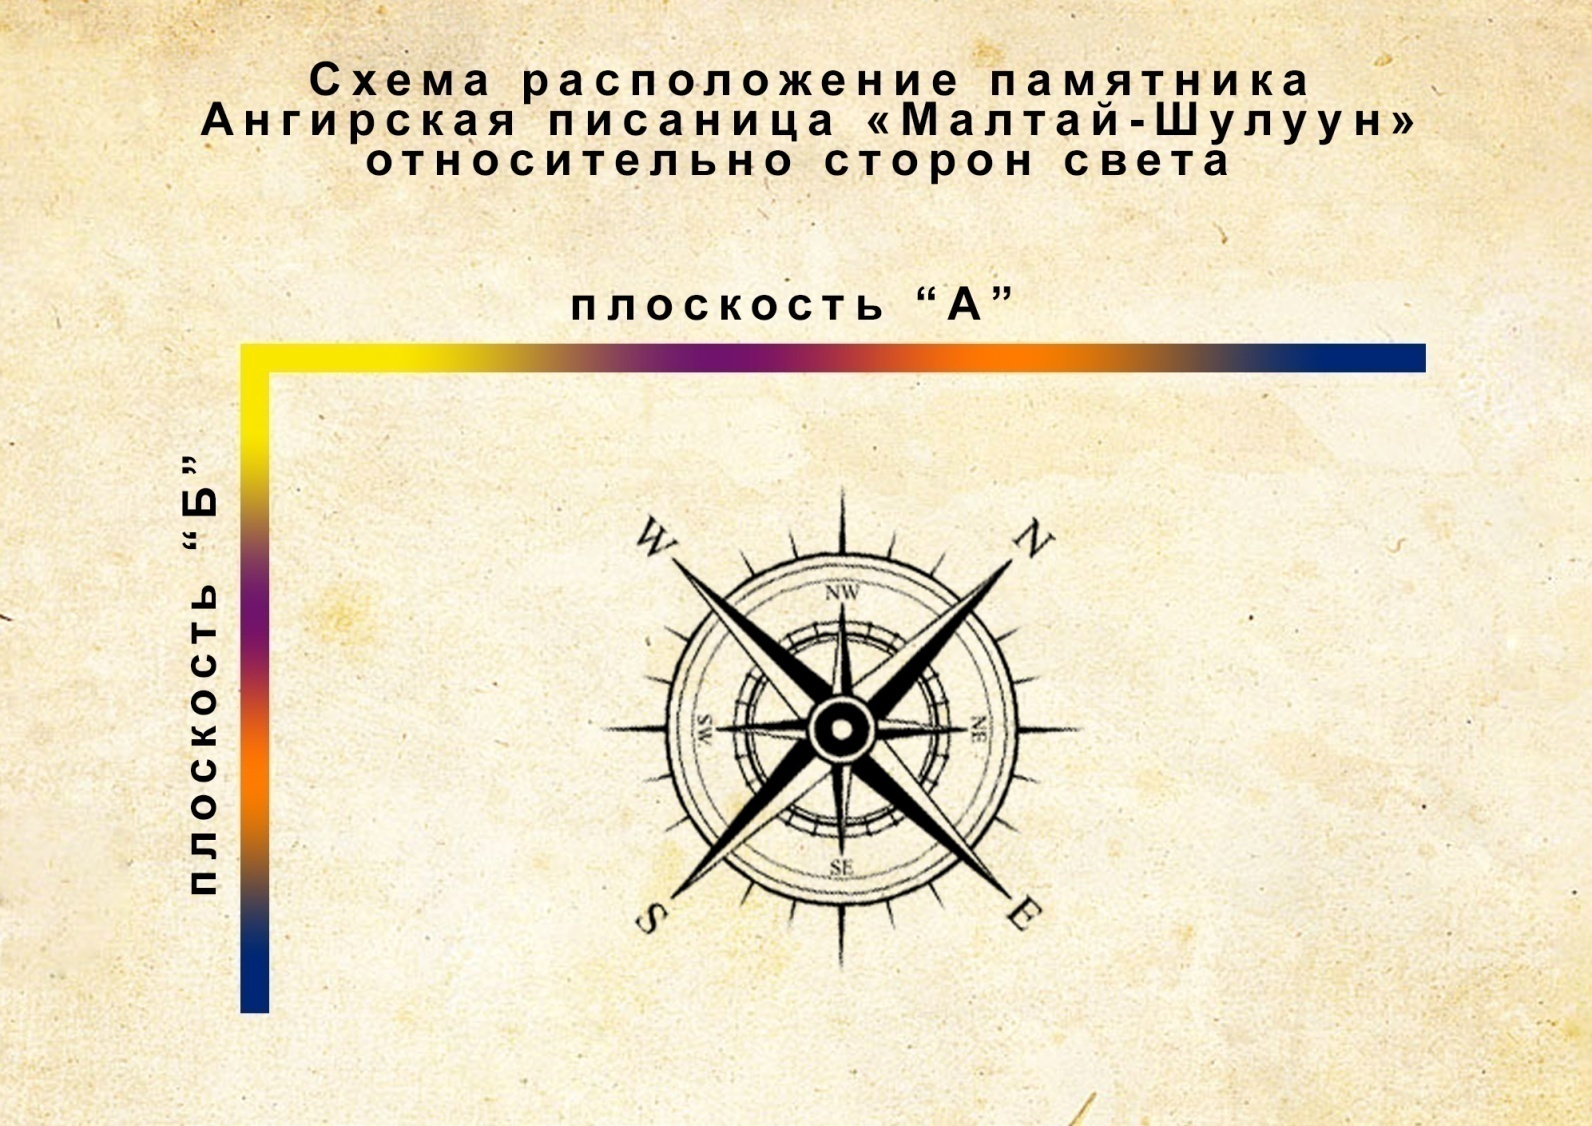 Схема расположение памятника
Ангирская писаница «Малтай-Шулуун»
относительно сторон света
плоскость “А”
плоскость “Б”
W
N
NW
SW
NE
SE
S
E